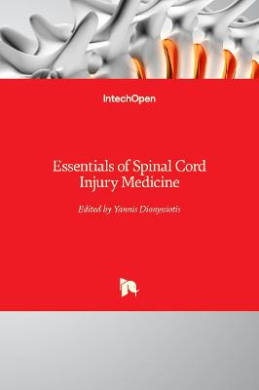 IntechOpen
Essentials of Spinal Cord
Injury Medicine
Edited by Yannis Dionyssiotis